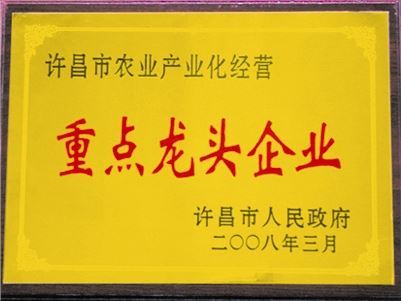 许昌市农业产业化经营
重点龙头企业
许昌市人民政府
二〇〇八年三月